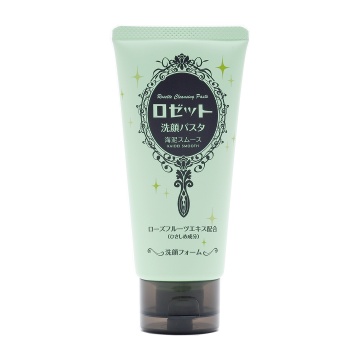 Rosette Cleansing Paste
ロゼット
洗顔パスタ
海泥スムース
KAIDEI SMOOTH
ローズフルーツエキス配合
(ひきしめ成分)
洗顔フォーム